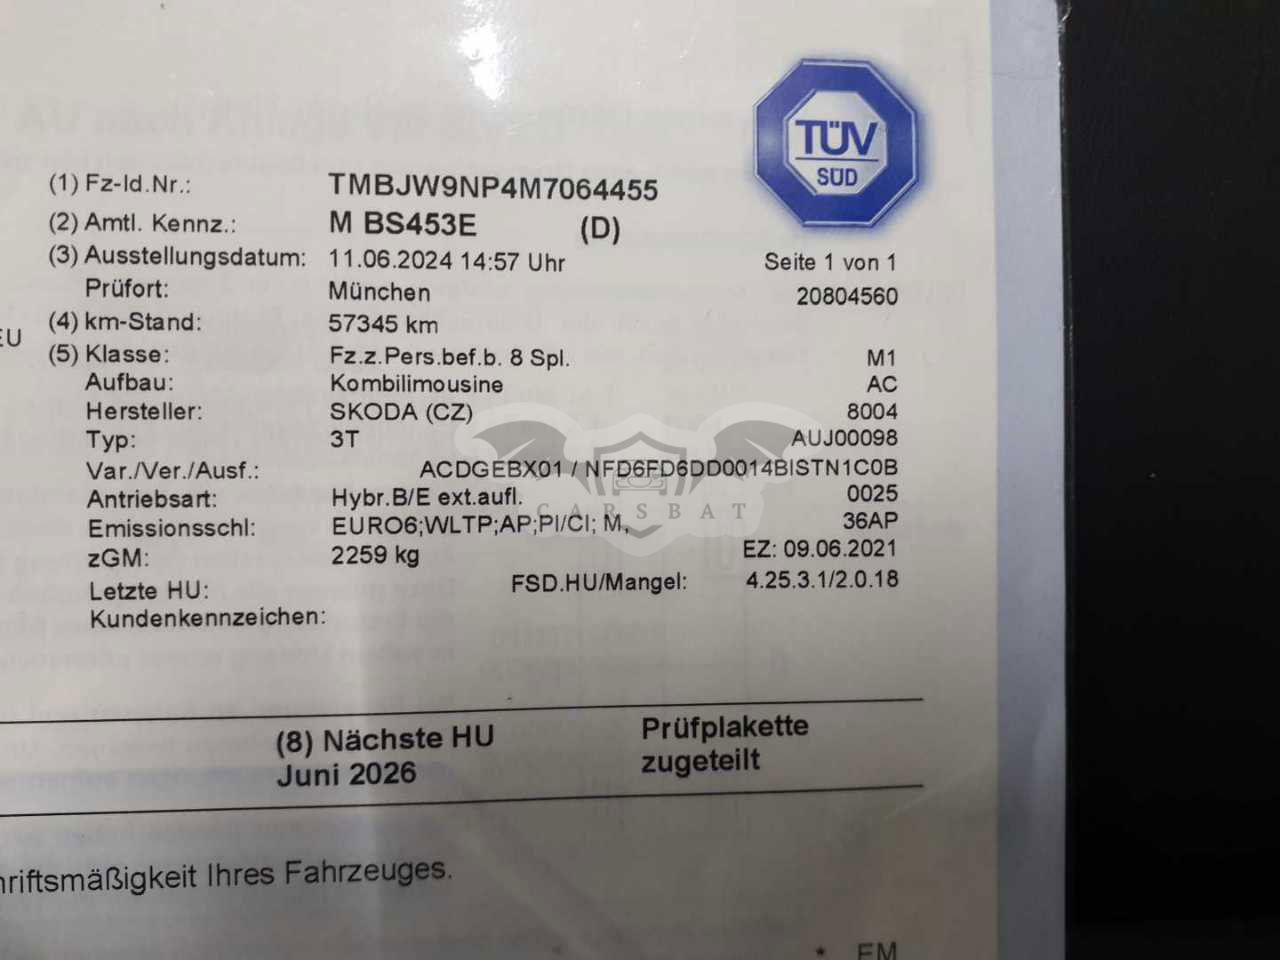 TÜV
SÜD
(1) Fz-Id.Nr.: TMBJW9NP4M7064455
(2) Amtl. Kennz.: M BS453E (D)
(3) Ausstellungsdatum: 11.06.2024 14:57 Uhr Seite 1 von 1
Prüfort: München 20804560
(4) km-Stand: 57345 km
EU
(5) Klasse: Fz.z.Pers.bef.b. 8 Spl. M1
Aufbau: Kombilimousine AC
Hersteller: SKODA (CZ) 8004
Typ: 3T AUJ00098
Var./Ver./Ausf.: ACDGEBX01 / NFD6FD6DD0014BISTN1C0B
Antriebsart: Hybr.B/E ext.aufl. 0025
CARSBAT
Emissionsschl: EURO6;WLTP;AP;PI/CI; M, 36AP
zGM: 2259 kg EZ: 09.06.2021
Letzte HU: FSD.HU/Mangel: 4.25.3.1/2.0.18
Kundenkennzeichen:
(8) Nächste HU Prüfplakette
Juni 2026 zugeteilt
hriftsmäßigkeit Ihres Fahrzeuges.
* FM